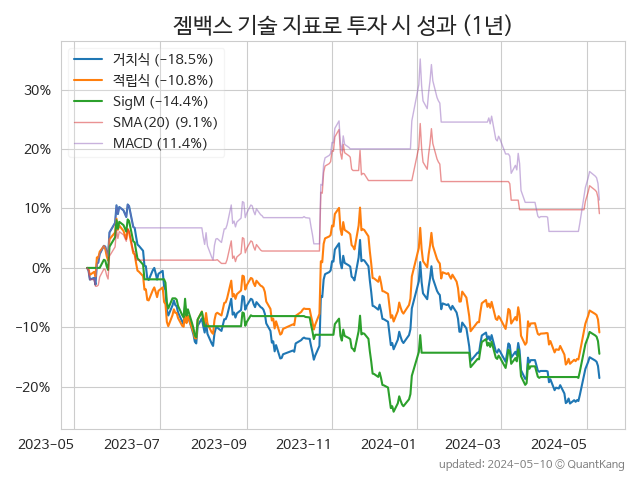 젬백스 기술 지표로 투자 시 성과 (1년)
거치식 (−18.5%)
적립식 (−10.8%)
SigM (−14.4%)
SMA(20) (9.1%)
MACD (11.4%)
30%
20%
10%
0%
−10%
−20%
2023-05 2023-07 2023-09 2023-11 2024-01 2024-03 2024-05
updated: 2024-05-10 © QuantKang